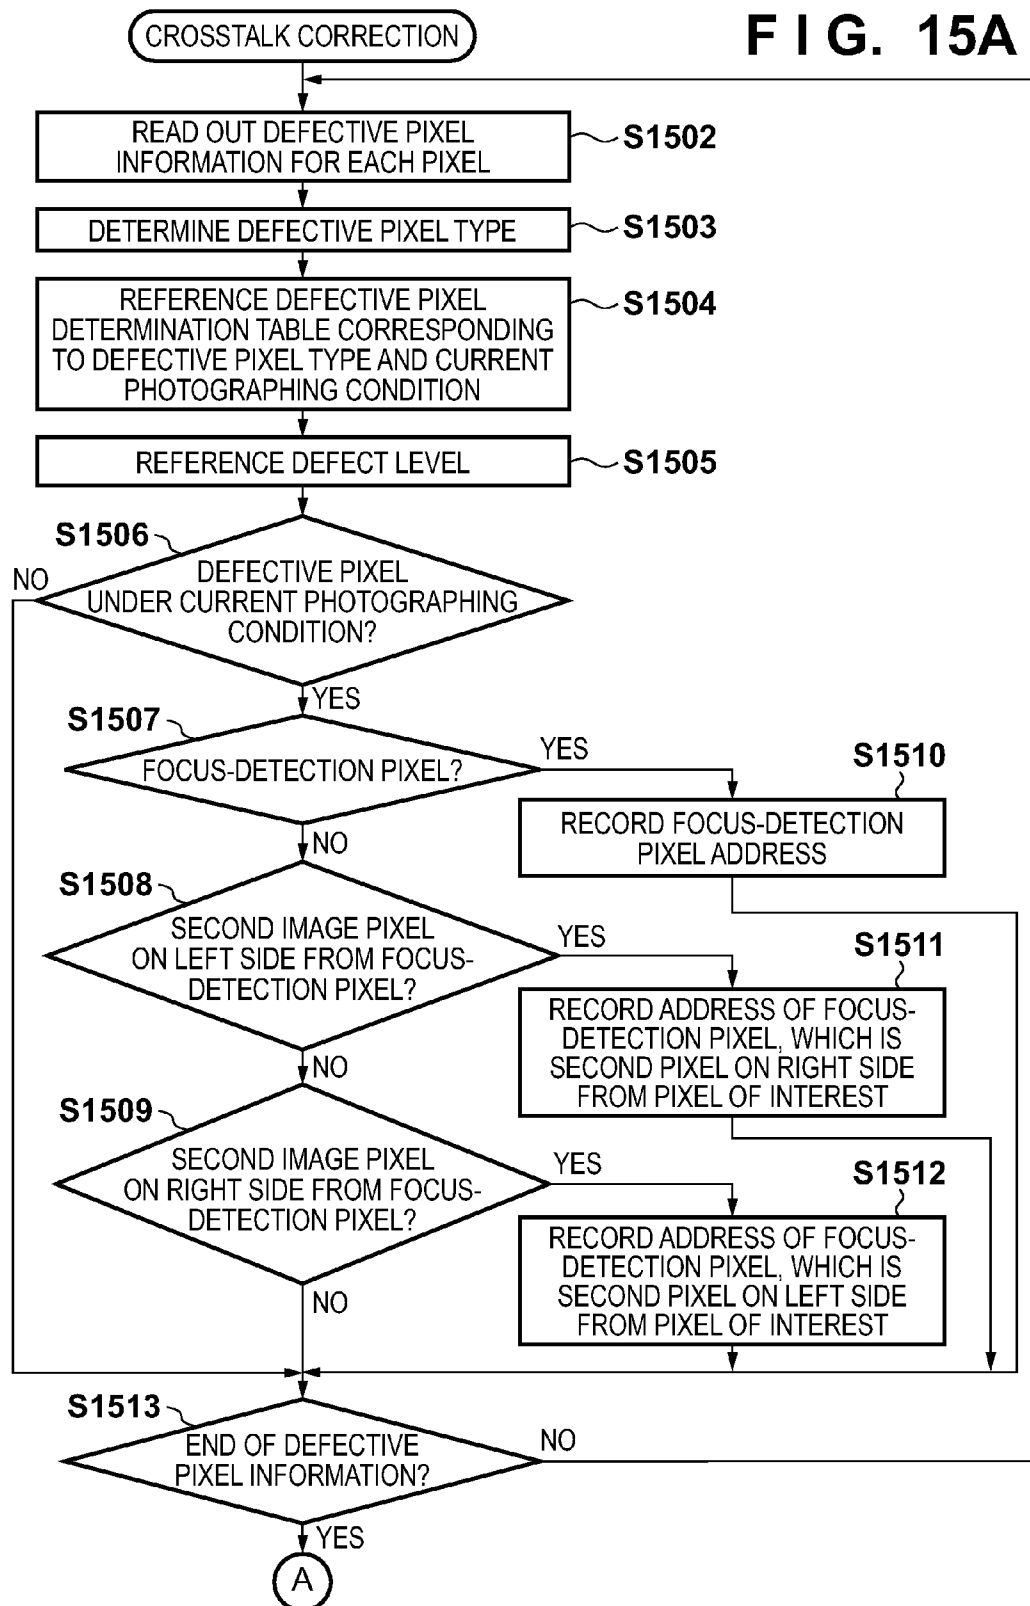 FIG. 15A
CROSSTALK CORRECTION
READ OUT DEFECTIVE PIXEL
INFORMATION FOR EACH PIXEL
S1502
DETERMINE DEFECTIVE PIXEL TYPE
S1503
REFERENCE DEFECTIVE PIXEL
DETERMINATION TABLE CORRESPONDING
TO DEFECTIVE PIXEL TYPE AND CURRENT
PHOTOGRAPHING CONDITION
S1504
REFERENCE DEFECT LEVEL
S1505
S1506
DEFECTIVE PIXEL
UNDER CURRENT PHOTOGRAPHING
CONDITION?
NO
YES
S1507
FOCUS-DETECTION PIXEL?
YES
S1510
RECORD FOCUS-DETECTION
PIXEL ADDRESS
NO
S1508
SECOND IMAGE PIXEL
ON LEFT SIDE FROM FOCUS-
DETECTION PIXEL?
YES
S1511
RECORD ADDRESS OF FOCUS-
DETECTION PIXEL, WHICH IS
SECOND PIXEL ON RIGHT SIDE
FROM PIXEL OF INTEREST
NO
S1509
SECOND IMAGE PIXEL
ON RIGHT SIDE FROM FOCUS-
DETECTION PIXEL?
YES
S1512
RECORD ADDRESS OF FOCUS-
DETECTION PIXEL, WHICH IS
SECOND PIXEL ON LEFT SIDE
FROM PIXEL OF INTEREST
NO
S1513
END OF DEFECTIVE
PIXEL INFORMATION?
NO
YES
A